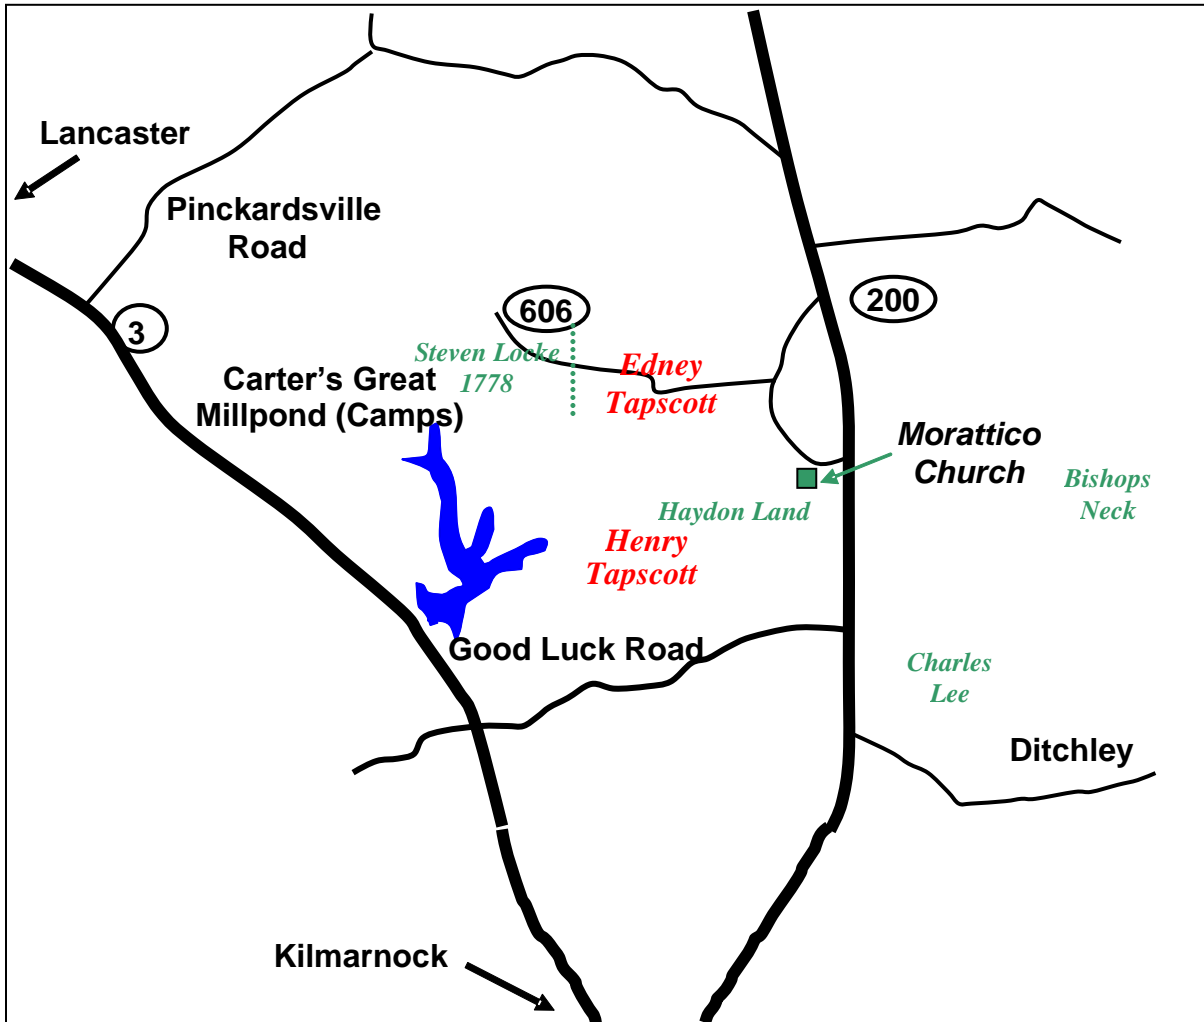 Lancaster
Pinckardsville
Road
3
606
200
Steven Locke
1778
Edney
Tapscott
Carter's Great
Millpond (Camps)
Morattico
Church
Bishops
Neck
Haydon Land
Henry
Tapscott
Good Luck Road
Charles
Lee
Ditchley
Kilmarnock